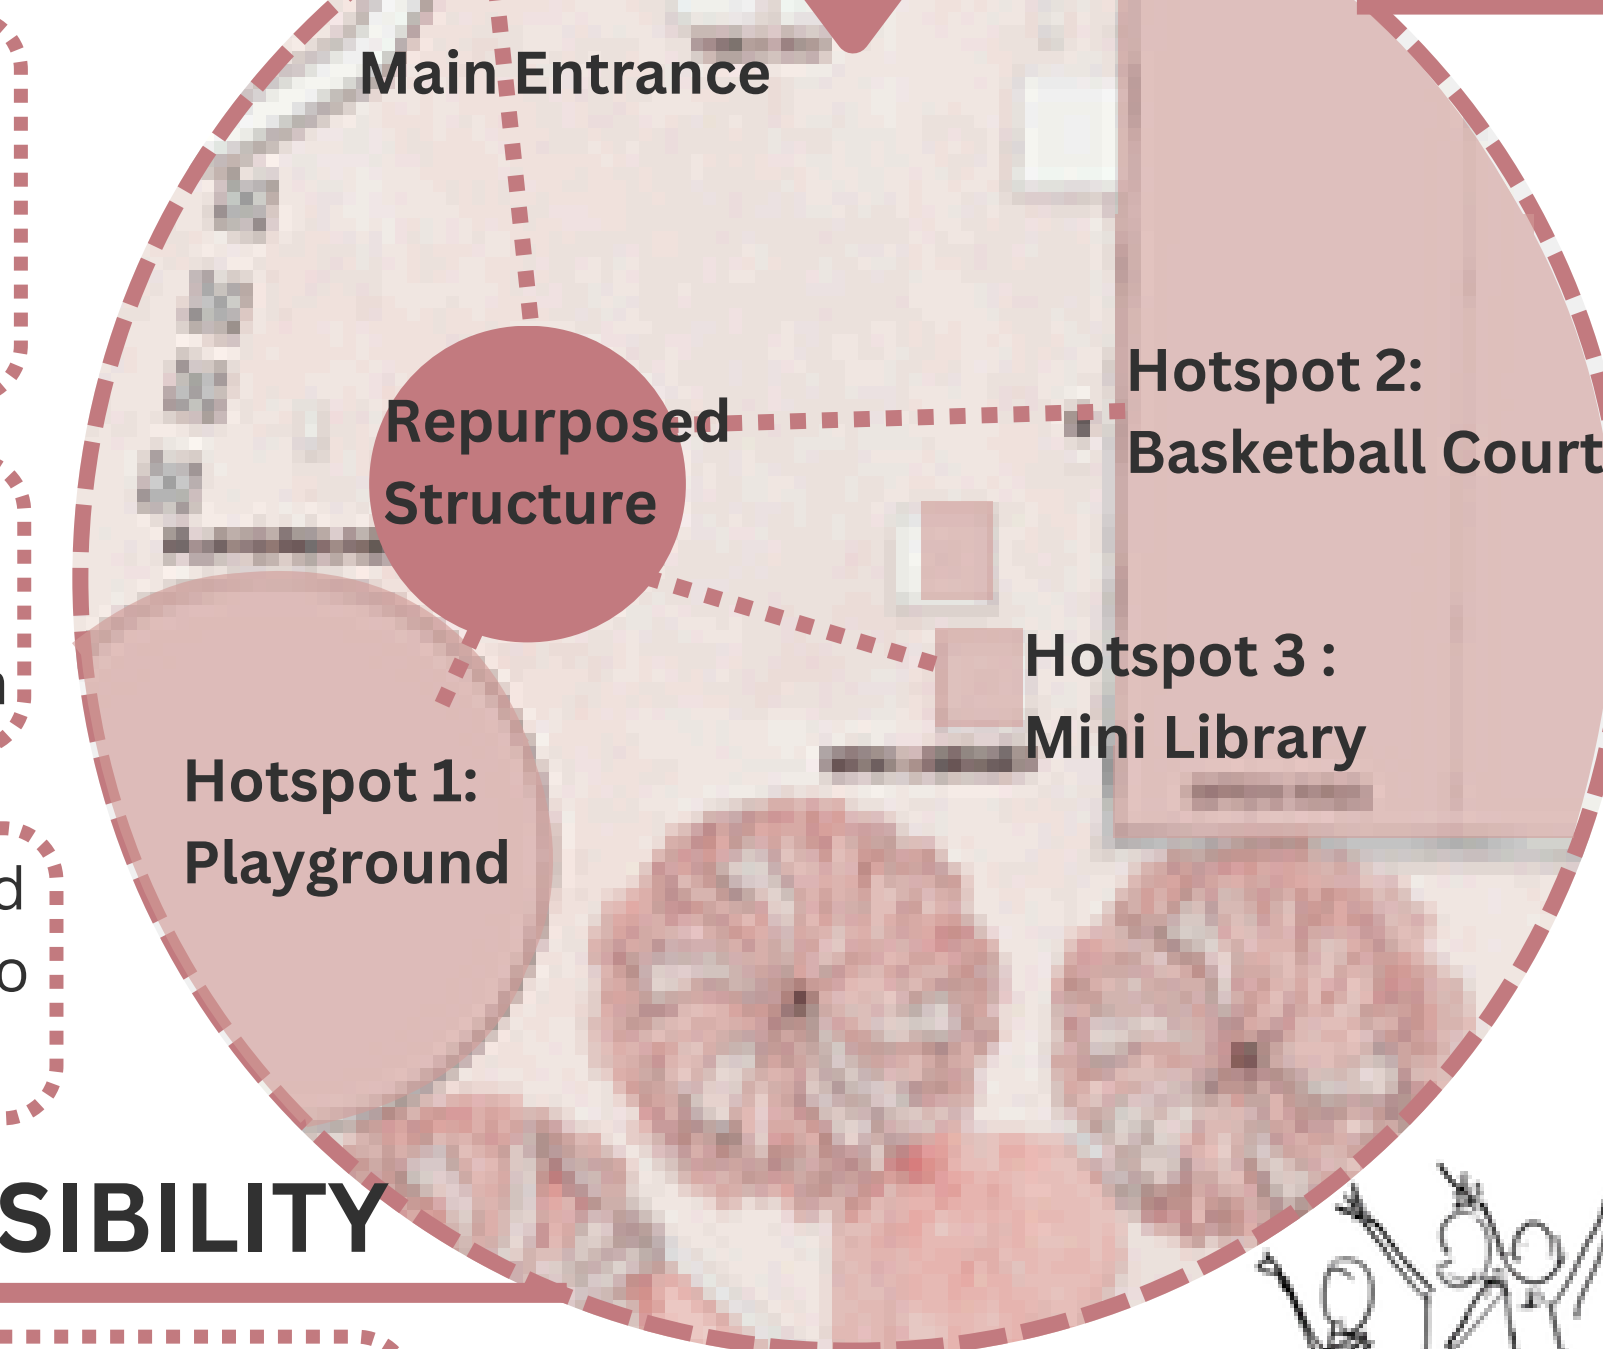 Main Entrance
Repurposed
Structure
Hotspot 2:
Basketball Court
Hotspot 3 :
Mini Library
Hotspot 1:
Playground
n
d
o
SIBILITY